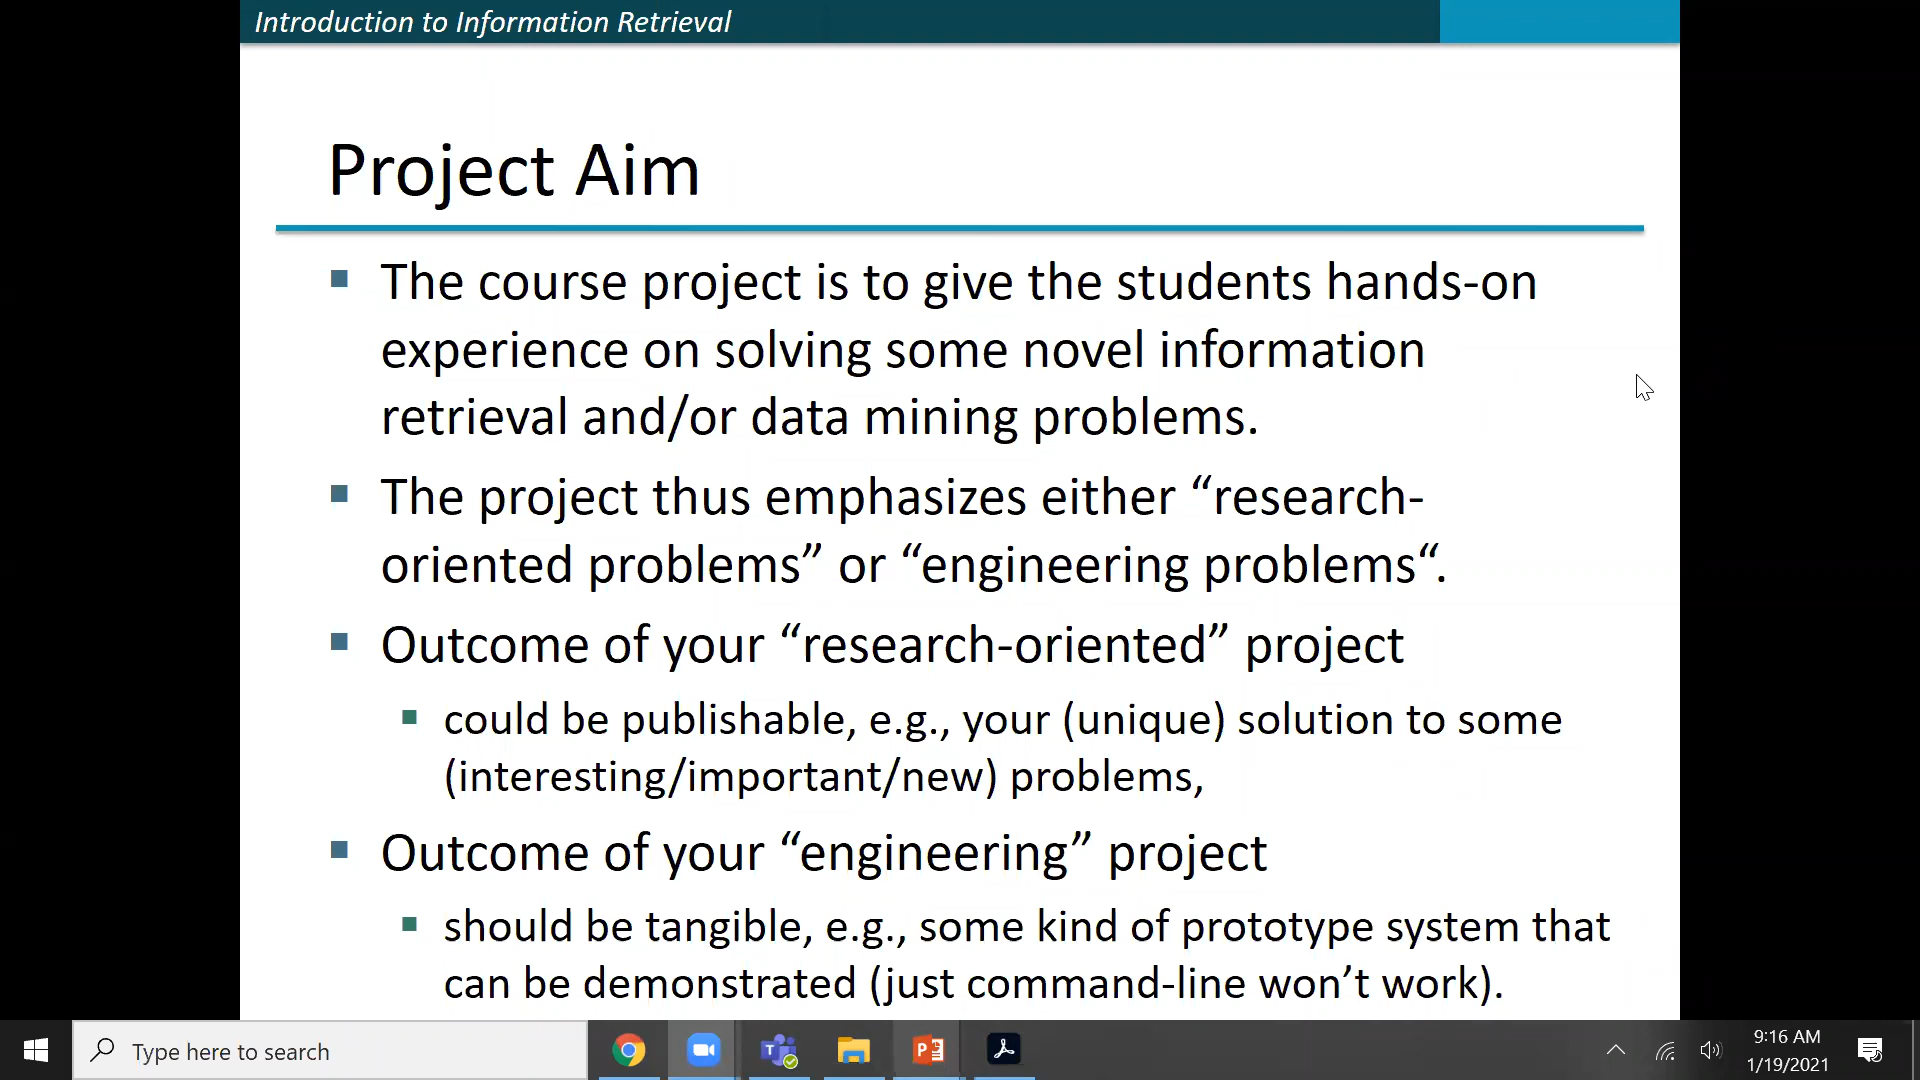 Introduction to Information Retrieval
Project Aim
The course project is to give the students hands-on
experience on solving some novel information
retrieval and/or data mining problems.
The project thus emphasizes either “research-
oriented problems” or “engineering problems“.
Outcome of your “research-oriented” project
could be publishable, e.g., your (unique) solution to some
(interesting/important/new) problems,
Outcome of your “engineering” project
should be tangible, e.g., some kind of prototype system that
can be demonstrated (just command-line won’t work).
Type here to search
9:16 AM
1/19/2021